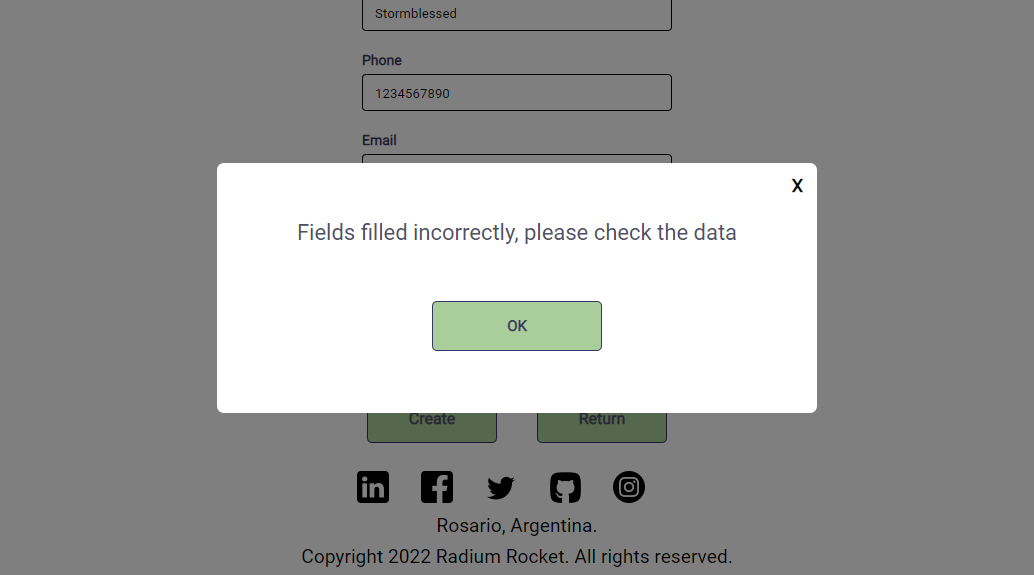 Stormblessed
Phone
1234567890
Email
X
Fields filled incorrectly, please check the data
OK
Create Return
Rosario, Argentina.
Copyright 2022 Radium Rocket. All rights reserved.